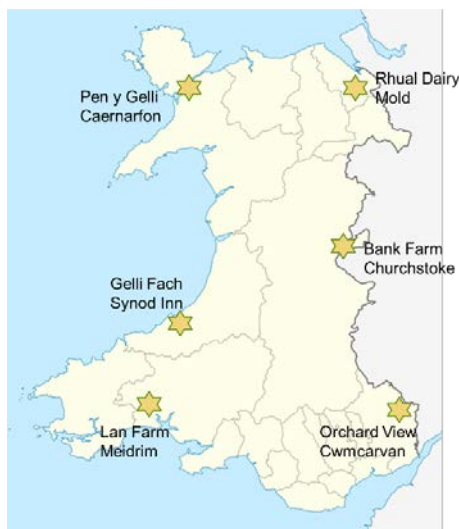 Rhual Dairy
Mold
Pen y Gelli
Caernarfon
Bank Farm
Churchstoke
Gelli Fach
Synod Inn
Lan Farm
Meidrim
Orchard View
Cwmcarvan